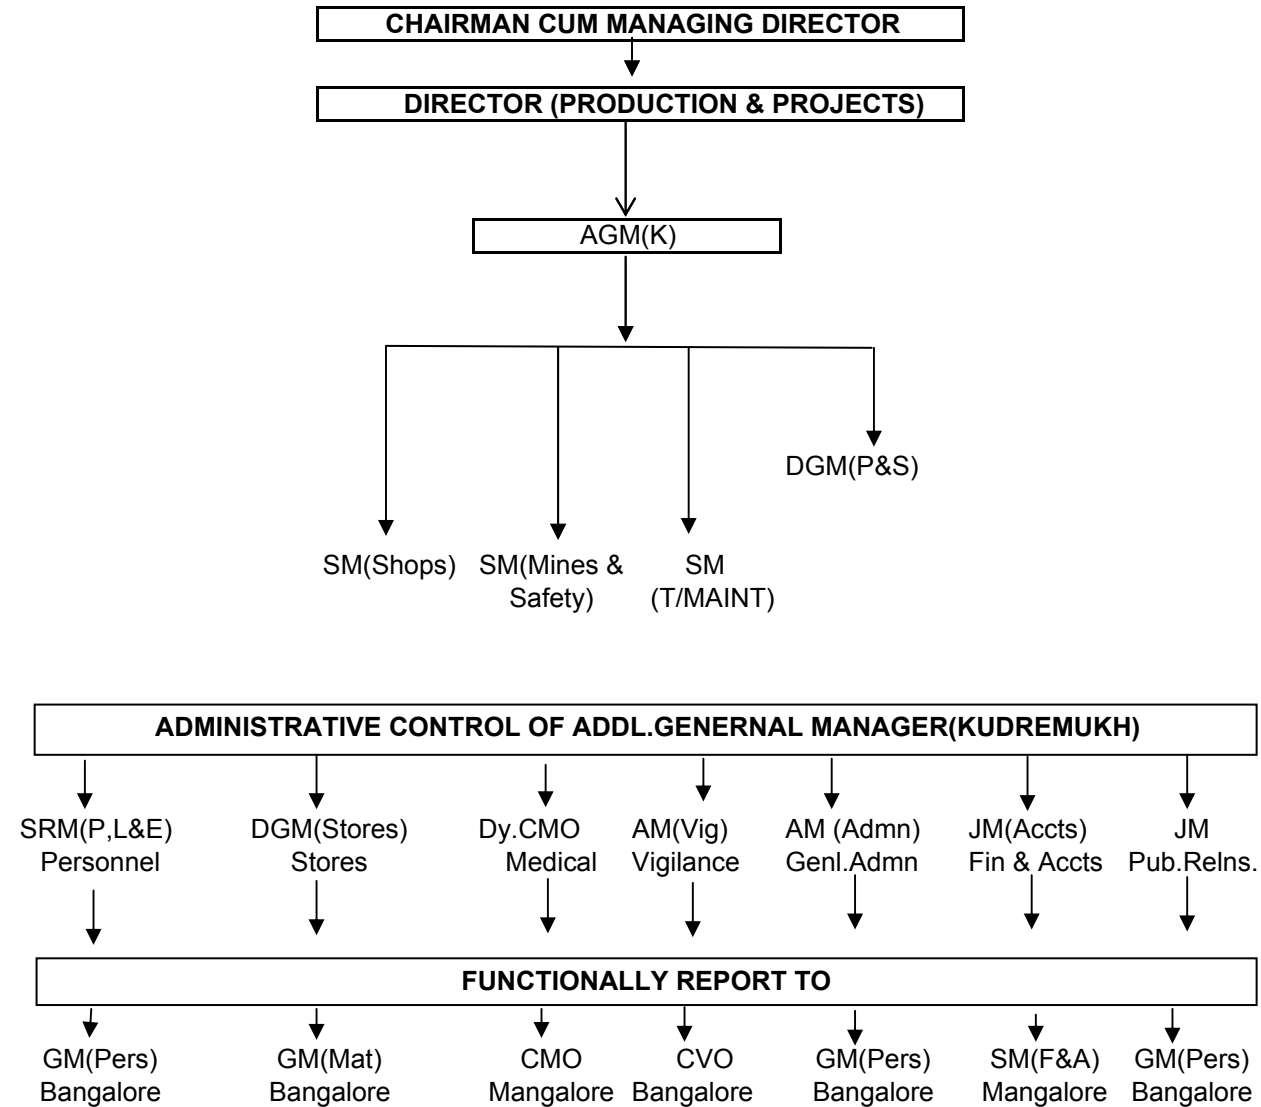 CHAIRMAN CUM MANAGING DIRECTOR
DIRECTOR (PRODUCTION & PROJECTS)
AGM(K)
DGM(P&S)
SM(Shops) SM(Mines & SM
Safety) (T/MAINT)
ADMINISTRATIVE CONTROL OF ADDL.GENERNAL MANAGER(KUDREMUKH)
SRM(P,L&E) DGM(Stores) Dy.CMO AM(Vig) AM (Admn) JM(Accts) JM
Personnel Stores Medical Vigilance Genl.Admn Fin & Accts Pub.Relns.
FUNCTIONALLY REPORT TO
GM(Pers) GM(Mat) CMO CVO GM(Pers) SM(F&A) GM(Pers)
Bangalore Bangalore Mangalore Bangalore Bangalore Mangalore Bangalore